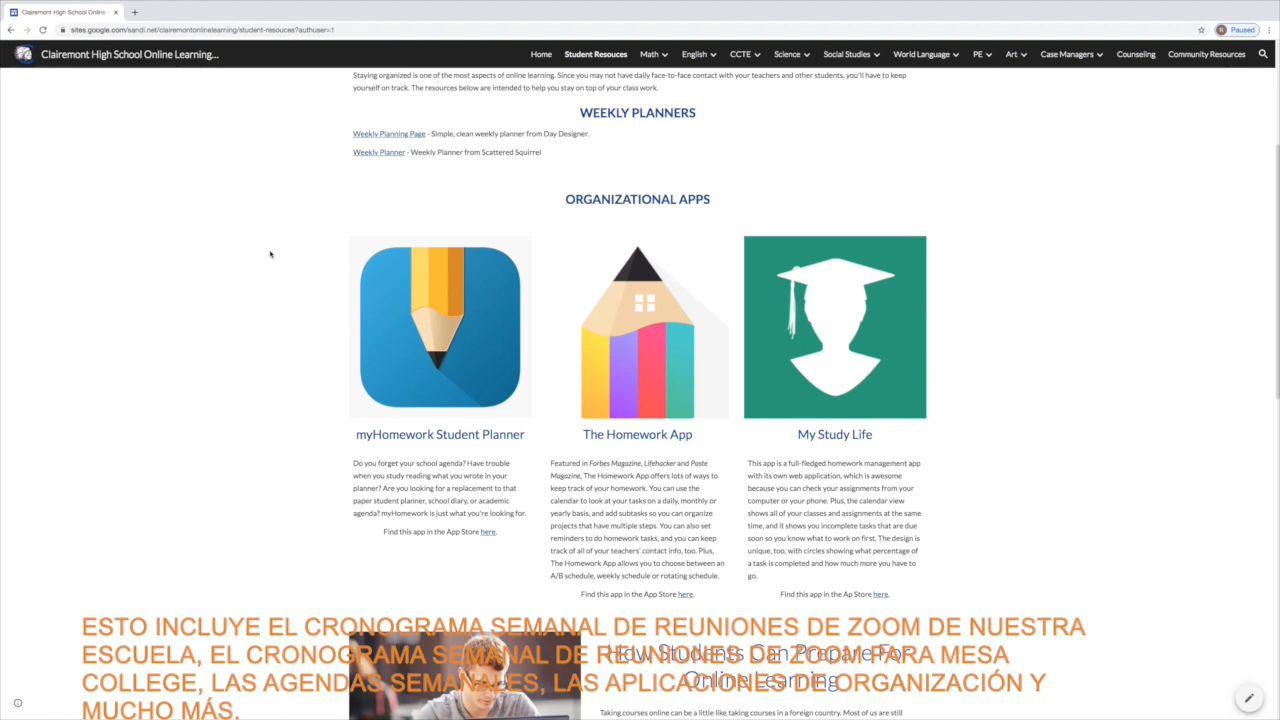 Clairemont High School Online
sites.google.com/sandi.net/clairemontonlinelearning/student-resouces?authuser=1
Paused
Clairemont High School Online Learning...
Home
Student Resouces
Math
English
CCTE
Science
Social Studies
World Language
PE
Art
Case Managers
Counseling
Community Resources
Staying organized is one of the most aspects of online learning. Since you may not have daily face-to-face contact with your teachers and other students, you'll have to keep
yourself on track. The resources below are intended to help you stay on top of your class work.
WEEKLY PLANNERS
Weekly Planning Page - Simple, clean weekly planner from Day Designer.
Weekly Planner - Weekly Planner from Scattered Squirrel
ORGANIZATIONAL APPS
myHomework Student Planner
Do you forget your school agenda? Have trouble
when you study reading what you wrote in your
planner? Are you looking for a replacement to that
paper student planner, school diary, or academic
agenda? myHomework is just what you're looking for.
Find this app in the App Store here.
The Homework App
Featured in Forbes Magazine, Lifehacker and Paste
Magazine, The Homework App offers lots of ways to
keep track of your homework. You can use the
calendar to look at your tasks on a daily, monthly or
yearly basis, and add subtasks so you can organize
projects that have multiple steps. You can also set
reminders to do homework tasks, and you can keep
track of all of your teachers' contact info, too. Plus,
The Homework App allows you to choose between an
A/B schedule, weekly schedule or rotating schedule.
Find this app in the App Store here.
My Study Life
This app is a full-fledged homework management app
with its own web application, which is awesome
because you can check your assignments from your
computer or your phone. Plus, the calendar view
shows all of your classes and assignments at the same
time, and it shows you incomplete tasks that are due
soon so you know what to work on first. The design is
unique, too, with circles showing what percentage of
a task is completed and how much more you have to
go.
Find this app in the Ap Store here.
ESTO INCLUYE EL CRONOGRAMA SEMANAL DE REUNIONES DE ZOOM DE NUESTRA
ESCUELA, EL CRONOGRAMA SEMANAL DE REUNIONES DE ZOOM PARA MESA
COLLEGE, LAS AGENDAS SEMANALES, LAS APLICACIONES DE ORGANIZACIÓN Y
MUCHO MÁS.
How Students Can Prepare For
Online Learning
Taking courses online can be a little like taking courses in a foreign country. Most of us are still